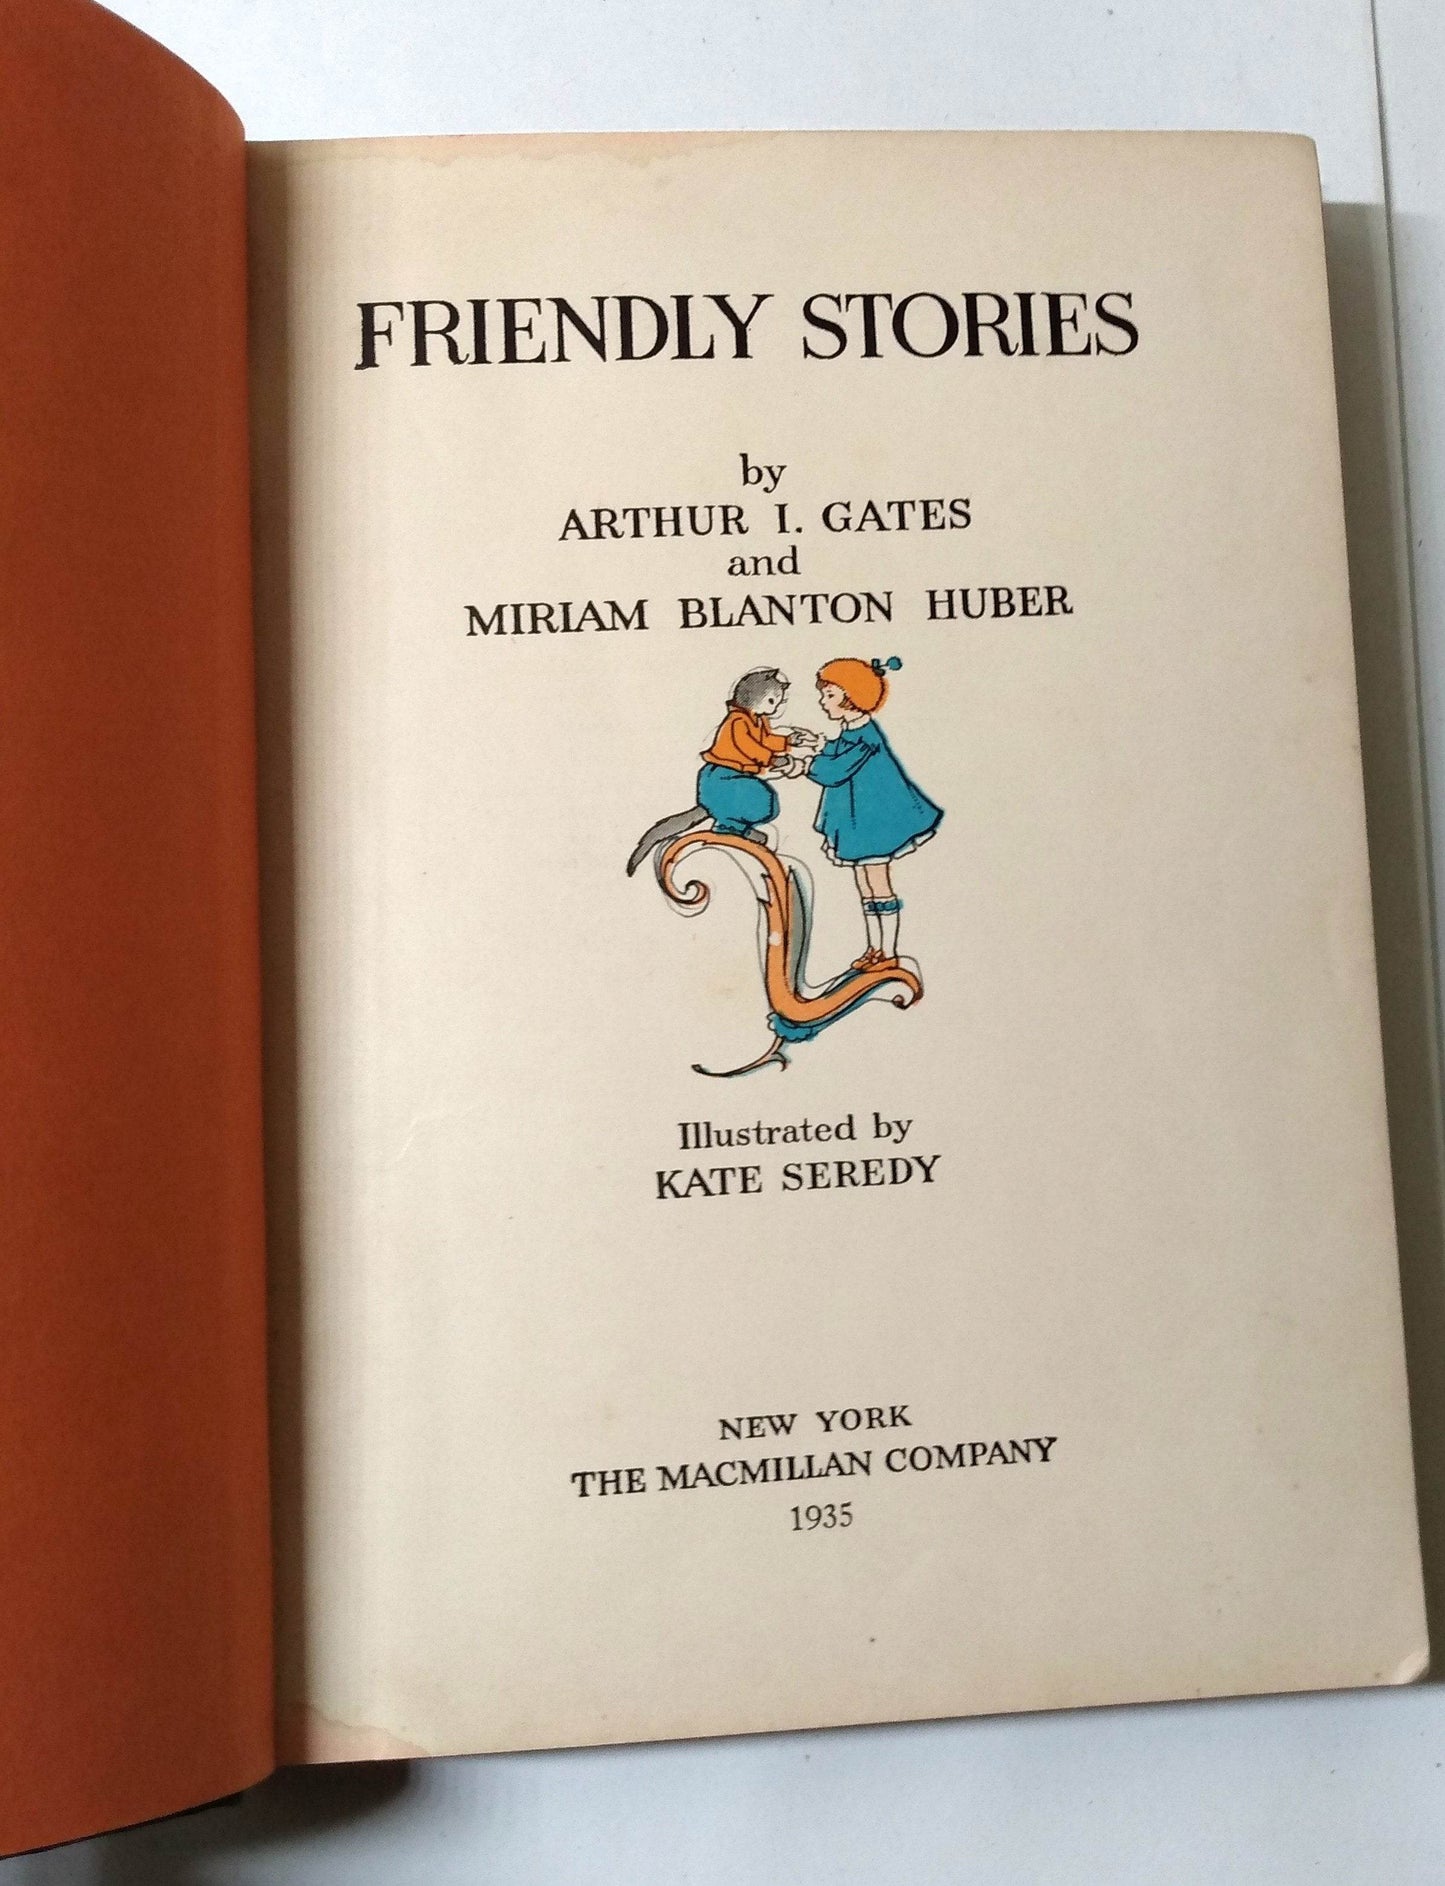 FRIENDLY STORIES
by
ARTHUR I. GATES
and
MIRIAM BLANTON HUBER
Illustrated by
KATE SEREDY
NEW YORK
THE MACMILLAN COMPANY
1935